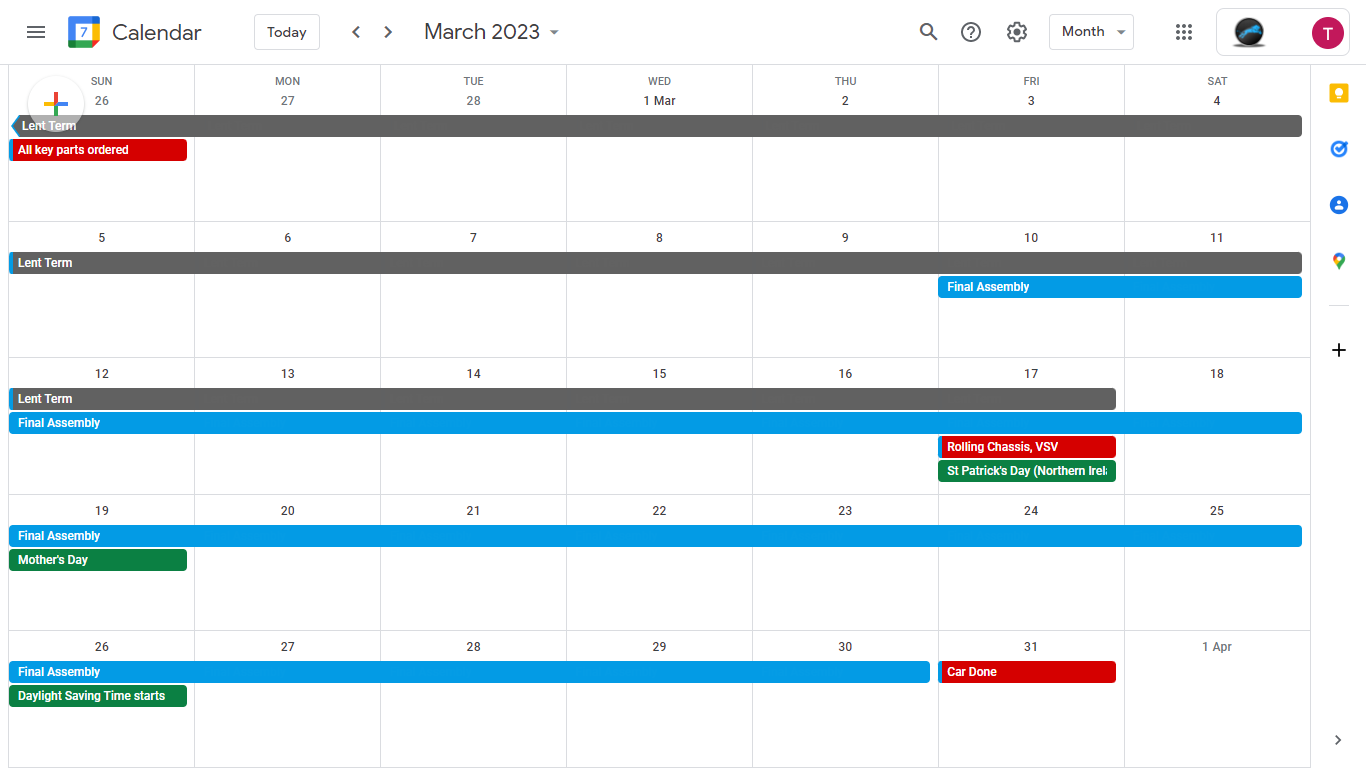 7 Calendar Today March 2023 Month T
SUN MON TUE WED THU FRI SAT
26 27 28 1 Mar 2 3 4
Lent Term
All key parts ordered
5 6 7 8 9 10 11
Lent Term
Final Assembly
12 13 14 15 16 17 18
Lent Term
Final Assembly
Rolling Chassis, VSV
St Patrick's Day (Northern Irel
19 20 21 22 23 24 25
Final Assembly
Mother's Day
26 27 28 29 30 31 1 Apr
Final Assembly Car Done
Daylight Saving Time starts